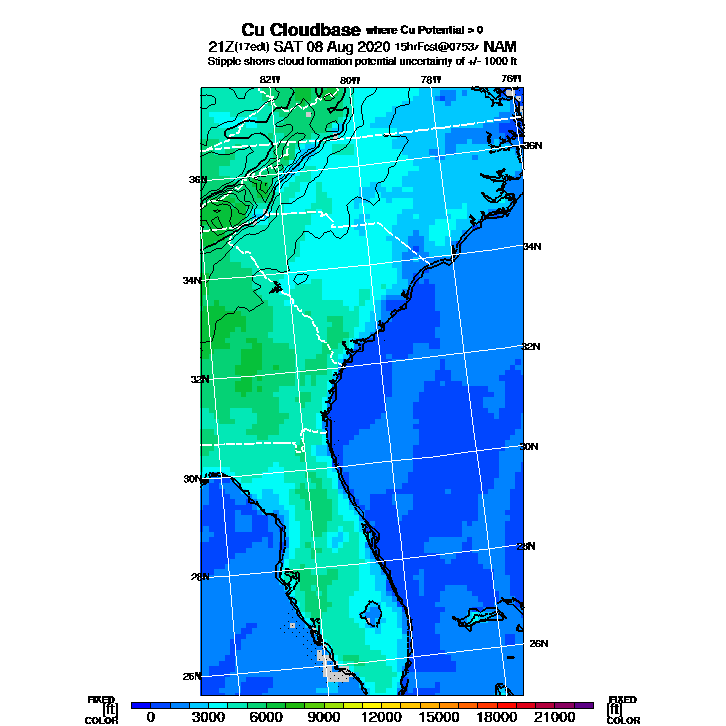 Cu Cloudbase where Cu Potential > 0
21Z(17edt) SAT 08 Aug 2020 15hrFcst@0753z NAM
Stipple shows cloud formation potential uncertainty of +/- 1000 ft
82W 80W 78W 76W
36N
36N
34N
34N
32N
32N
30N
30N
28N
28N
26N
26N
FIXED FIXED
[ft] [ft]
COLOR COLOR
0 3000 6000 9000 12000 15000 18000 21000